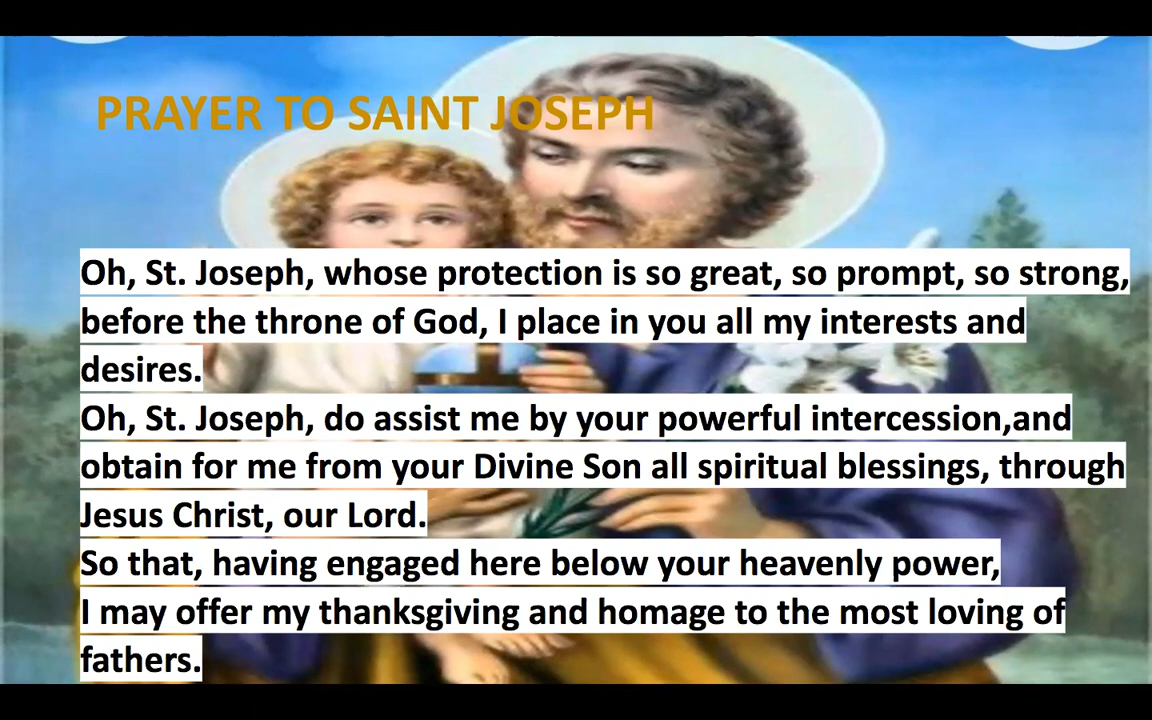 PRAYER TO SAINT JOSEPH
Oh, St. Joseph, whose protection is so great, so prompt, so strong,
before the throne of God, I place in you all my interests and
desires.
Oh, St. Joseph, do assist me by your powerful intercession,and
obtain for me from your Divine Son all spiritual blessings, through
Jesus Christ, our Lord.
So that, having engaged here below your heavenly power,
I may offer my thanksgiving and homage to the most loving of
fathers.